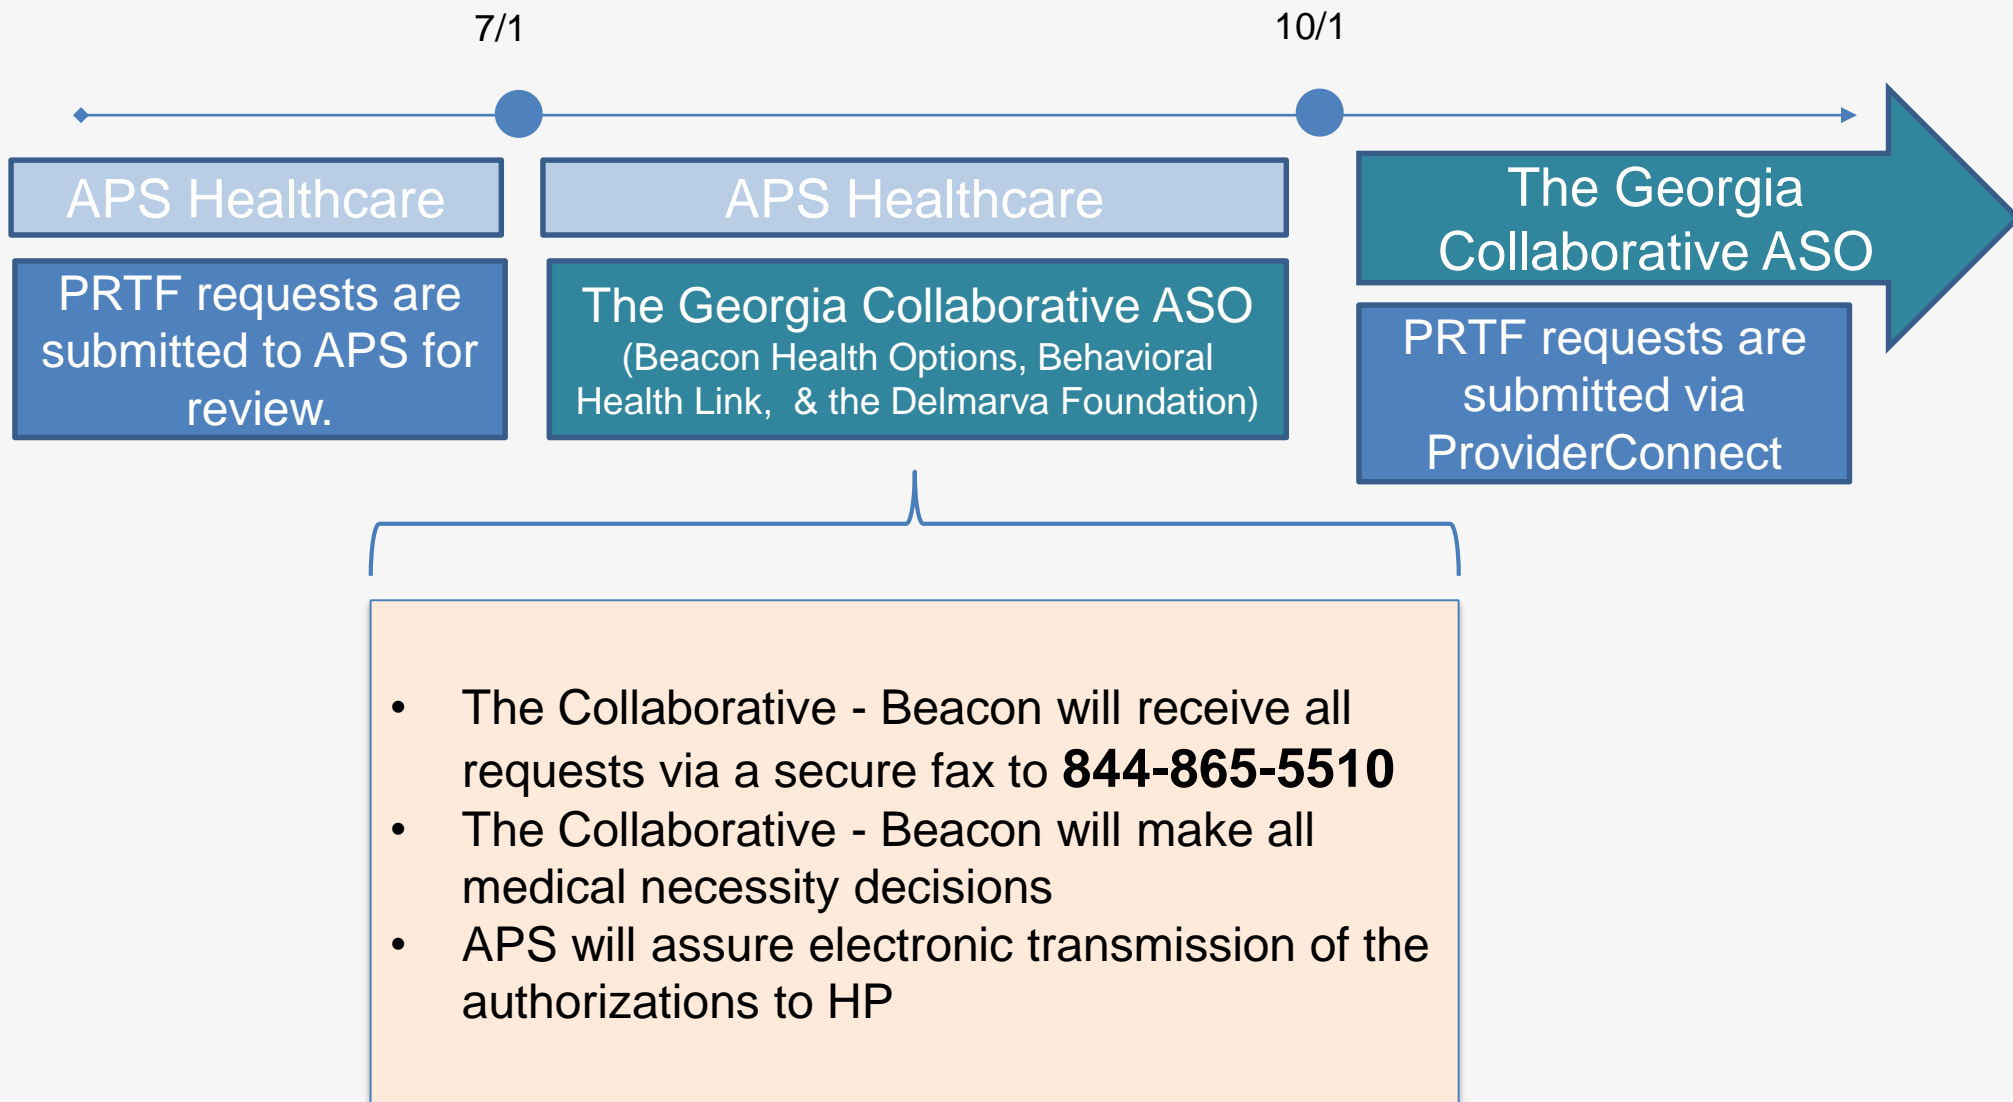 7/1
10/1
APS Healthcare
PRTF requests are
submitted to APS for
review.
APS Healthcare
The Georgia Collaborative ASO
(Beacon Health Options, Behavioral
Health Link,  & the Delmarva Foundation)
The Georgia
Collaborative ASO
PRTF requests are
submitted via
ProviderConnect
• The Collaborative - Beacon will receive all
requests via a secure fax to 844-865-5510
• The Collaborative - Beacon will make all
medical necessity decisions
• APS will assure electronic transmission of the
authorizations to HP